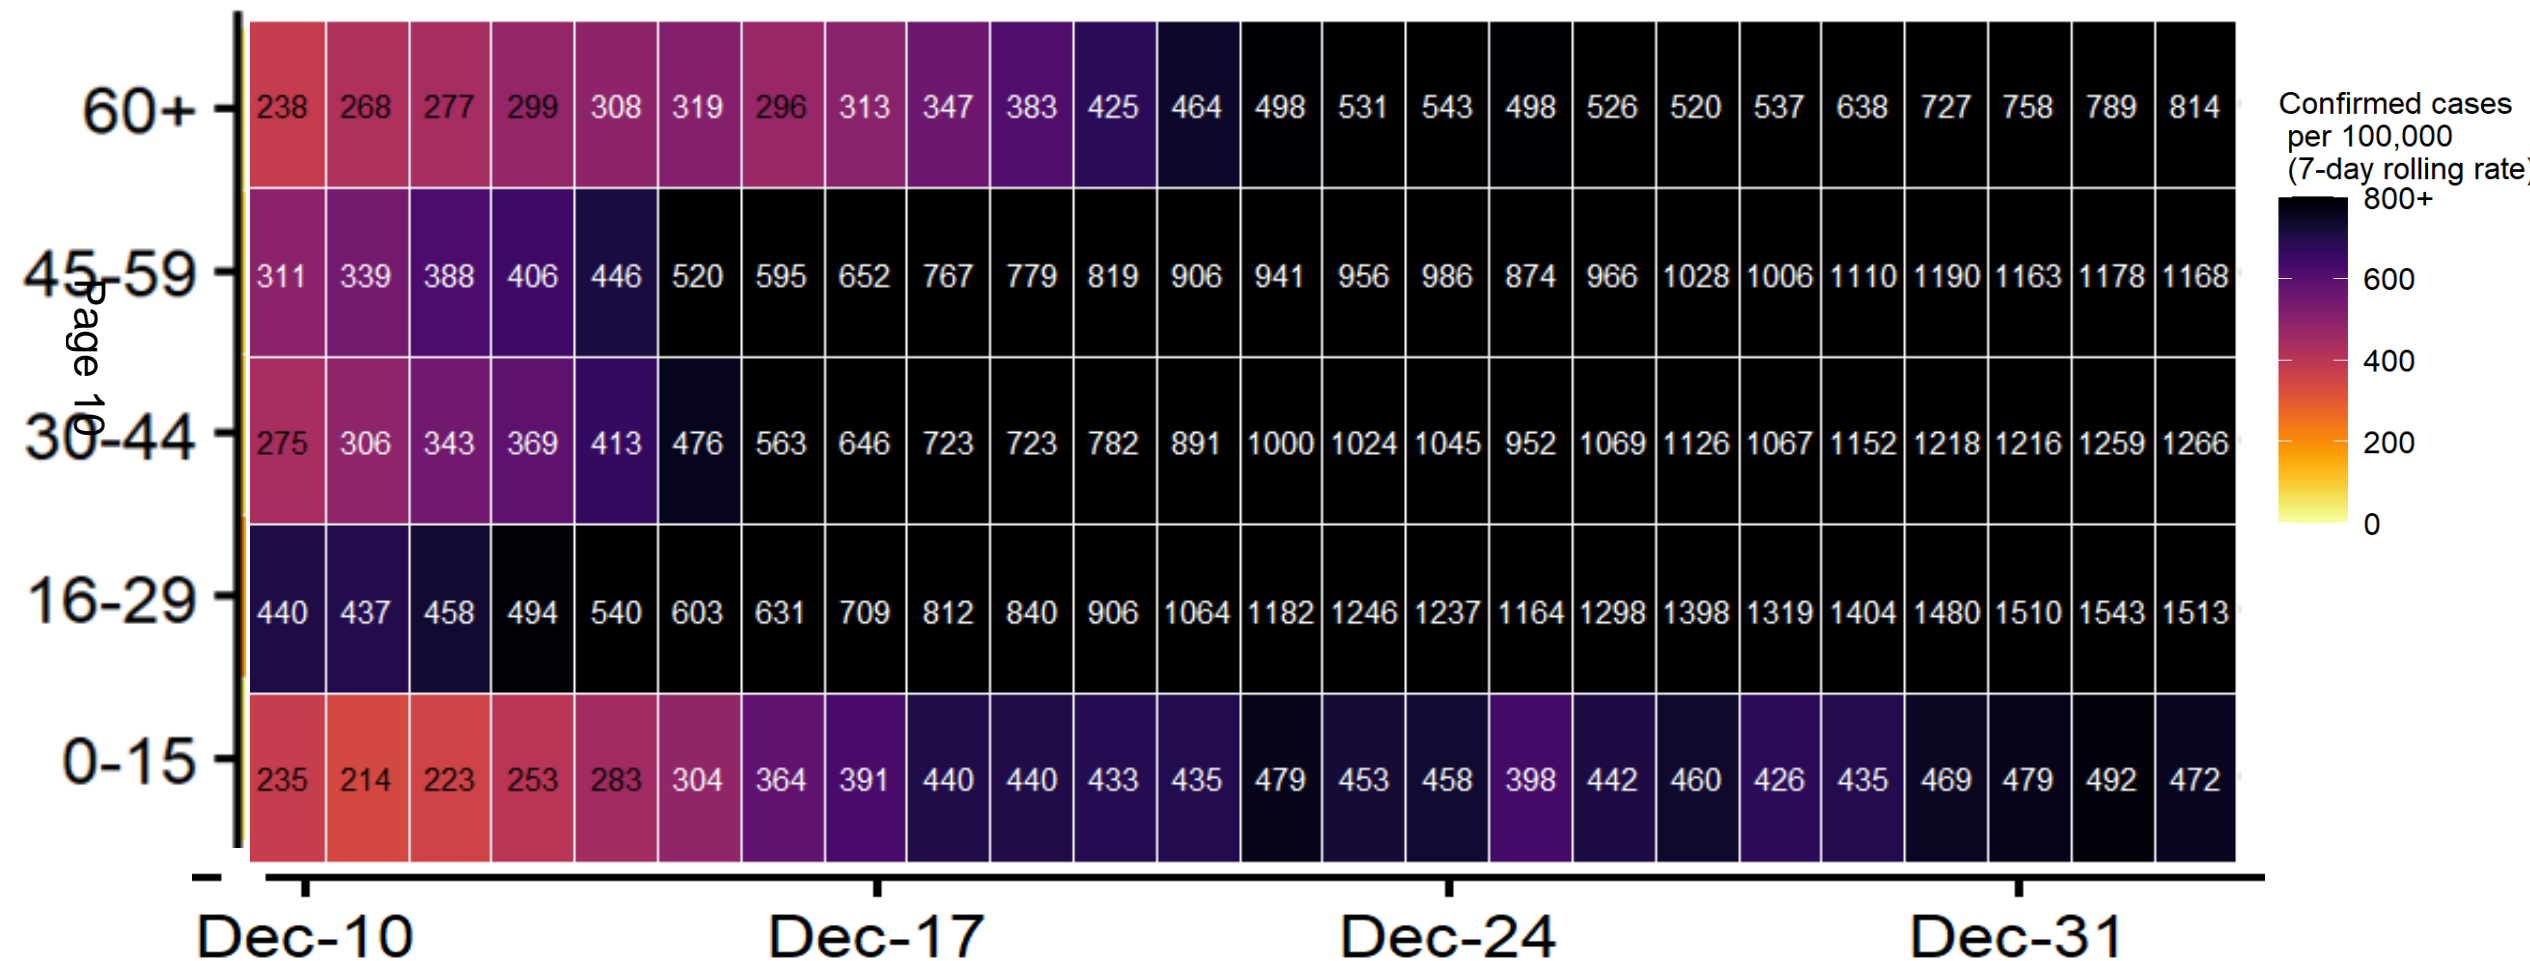 60+ 238 268 277 299 308 319 296 313 347 383 425 464 498 531 543 498 526 520 537 638 727 758 789 814
45-59 311 339 388 406 446 520 595 652 767 779 819 906 941 956 986 874 966 1028 1006 1110 1190 1163 1178 1168
30-44 275 306 343 369 413 476 563 646 723 723 782 891 1000 1024 1045 952 1069 1126 1067 1152 1218 1216 1259 1266
16-29 440 437 458 494 540 603 631 709 812 840 906 1064 1182 1246 1237 1164 1298 1398 1319 1404 1480 1510 1543 1513
0-15 235 214 223 253 283 304 364 391 440 440 433 435 479 453 458 398 442 460 426 435 469 479 492 472
Dec-10 Dec-17 Dec-24 Dec-31
Page 10
Confirmed cases
per 100,000
(7-day rolling rate)
800+
600
400
200
0